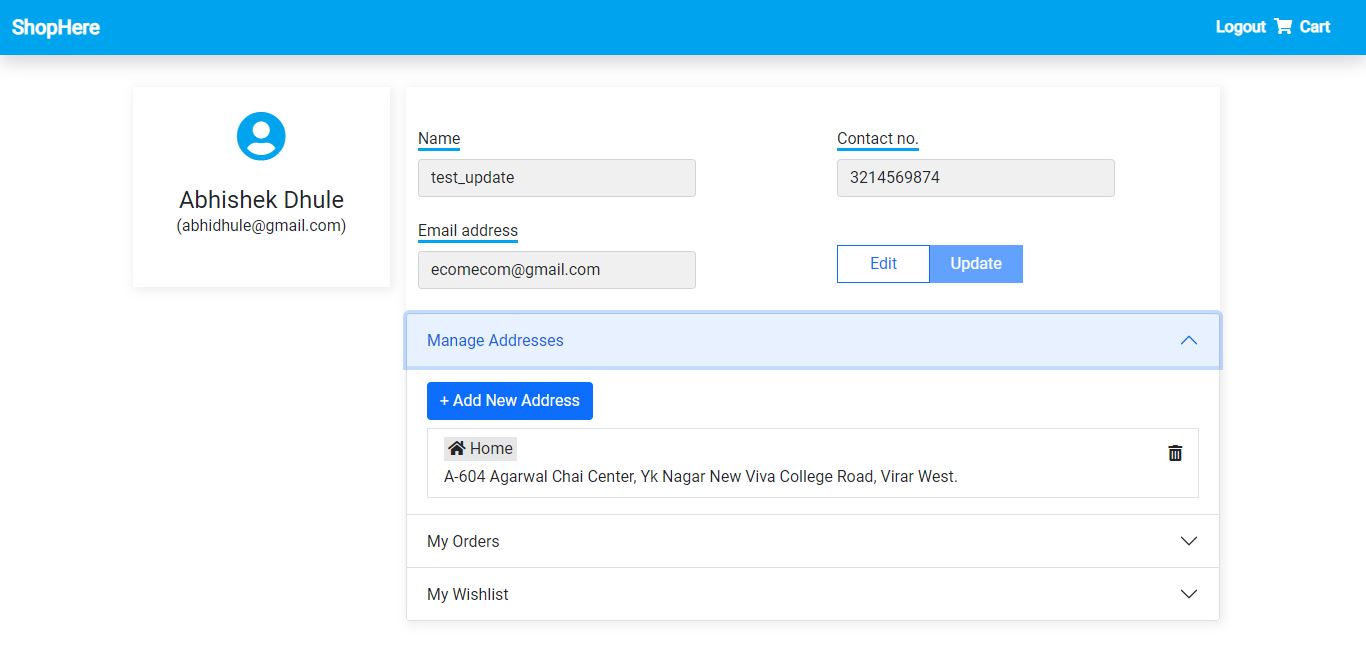 ShopHere
Logout Cart
Abhishek Dhule
(abhidhule@gmail.com)
Name
test_update
Contact no.
3214569874
Email address
ecomecom@gmail.com
Edit
Update
Manage Addresses
+ Add New Address
Home
A-604 Agarwal Chai Center, Yk Nagar New Viva College Road, Virar West.
My Orders
My Wishlist